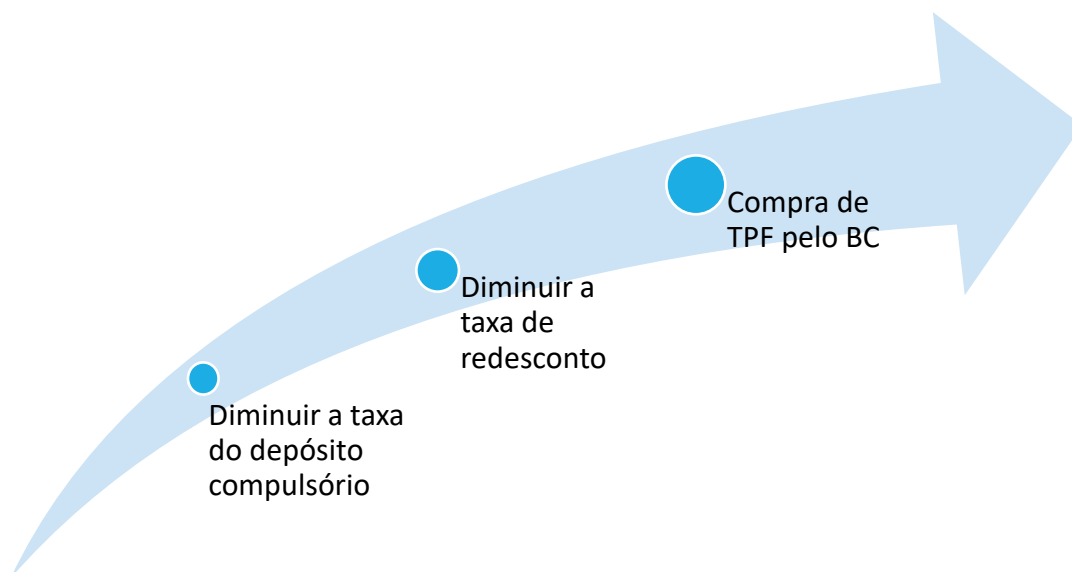 Compra de
TPF pelo BC
Diminuir a
taxa de
redesconto
Diminuir a taxa
do depósito
compulsório